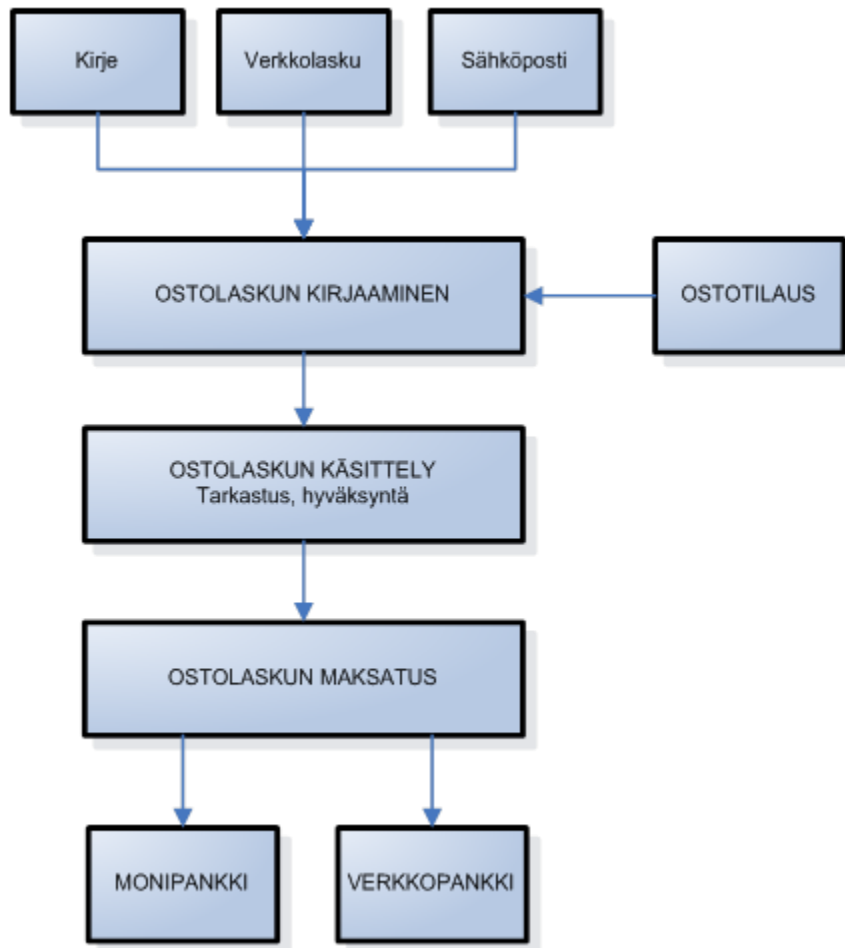 Kirje
Verkkolasku
Sähköposti
OSTOLASKUN KIRJAAMINEN
OSTOTILAUS
OSTOLASKUN KÄSITTELY
Tarkastus, hyväksyntä
OSTOLASKUN MAKSATUS
MONIPANKKI
VERKKOPANKKI